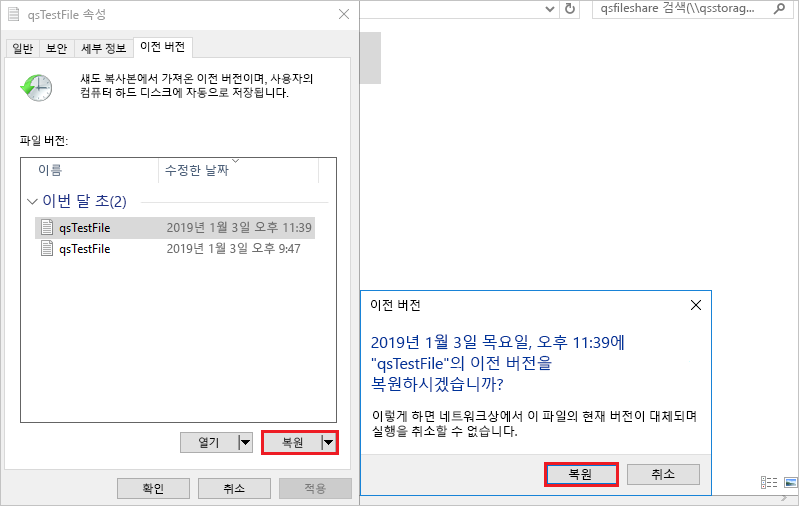 qsTestFile 속성
qsfileshare 검색(\\qsstorag...
일반 보안 세부 정보 이전 버전
섀도 복사본에서 가져온 이전 버전이며, 사용자의
컴퓨터 하드 디스크에 자동으로 저장됩니다.
파일 버전:
이름 수정한 날짜
이번 달 초(2)
qsTestFile 2019년 1월 3일 오후 11:39
qsTestFile 2019년 1월 3일 오후 9:47
열기 복원
확인 취소 적용
이전 버전
2019년 1월 3일 목요일, 오후 11:39에
"qsTestFile"의 이전 버전을
복원하시겠습니까?
이렇게 하면 네트워크상에서 이 파일의 현재 버전이 대체되며
실행을 취소할 수 없습니다.
복원 취소